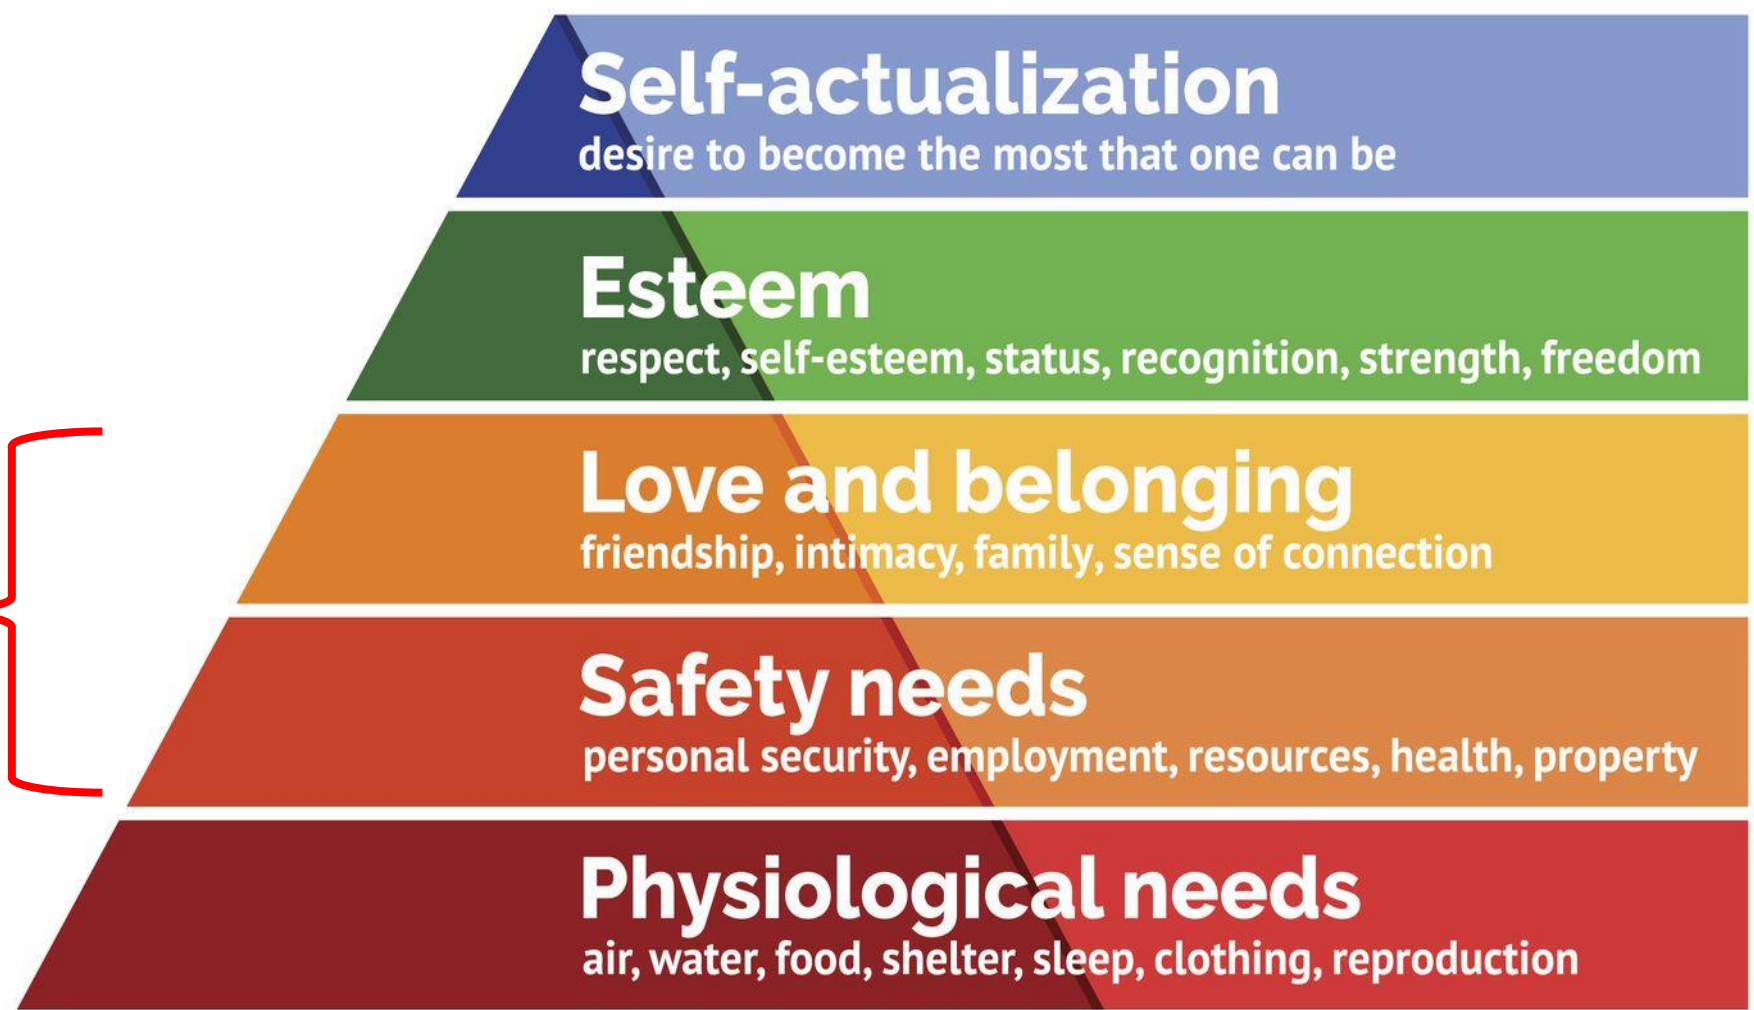 Self-actualization
desire to become the most that one can be
Esteem
respect, self-esteem, status, recognition, strength, freedom
Love and belonging
friendship, intimacy, family, sense of connection
Safety needs
personal security, employment, resources, health, property
Physiological needs
air, water, food, shelter, sleep, clothing, reproduction